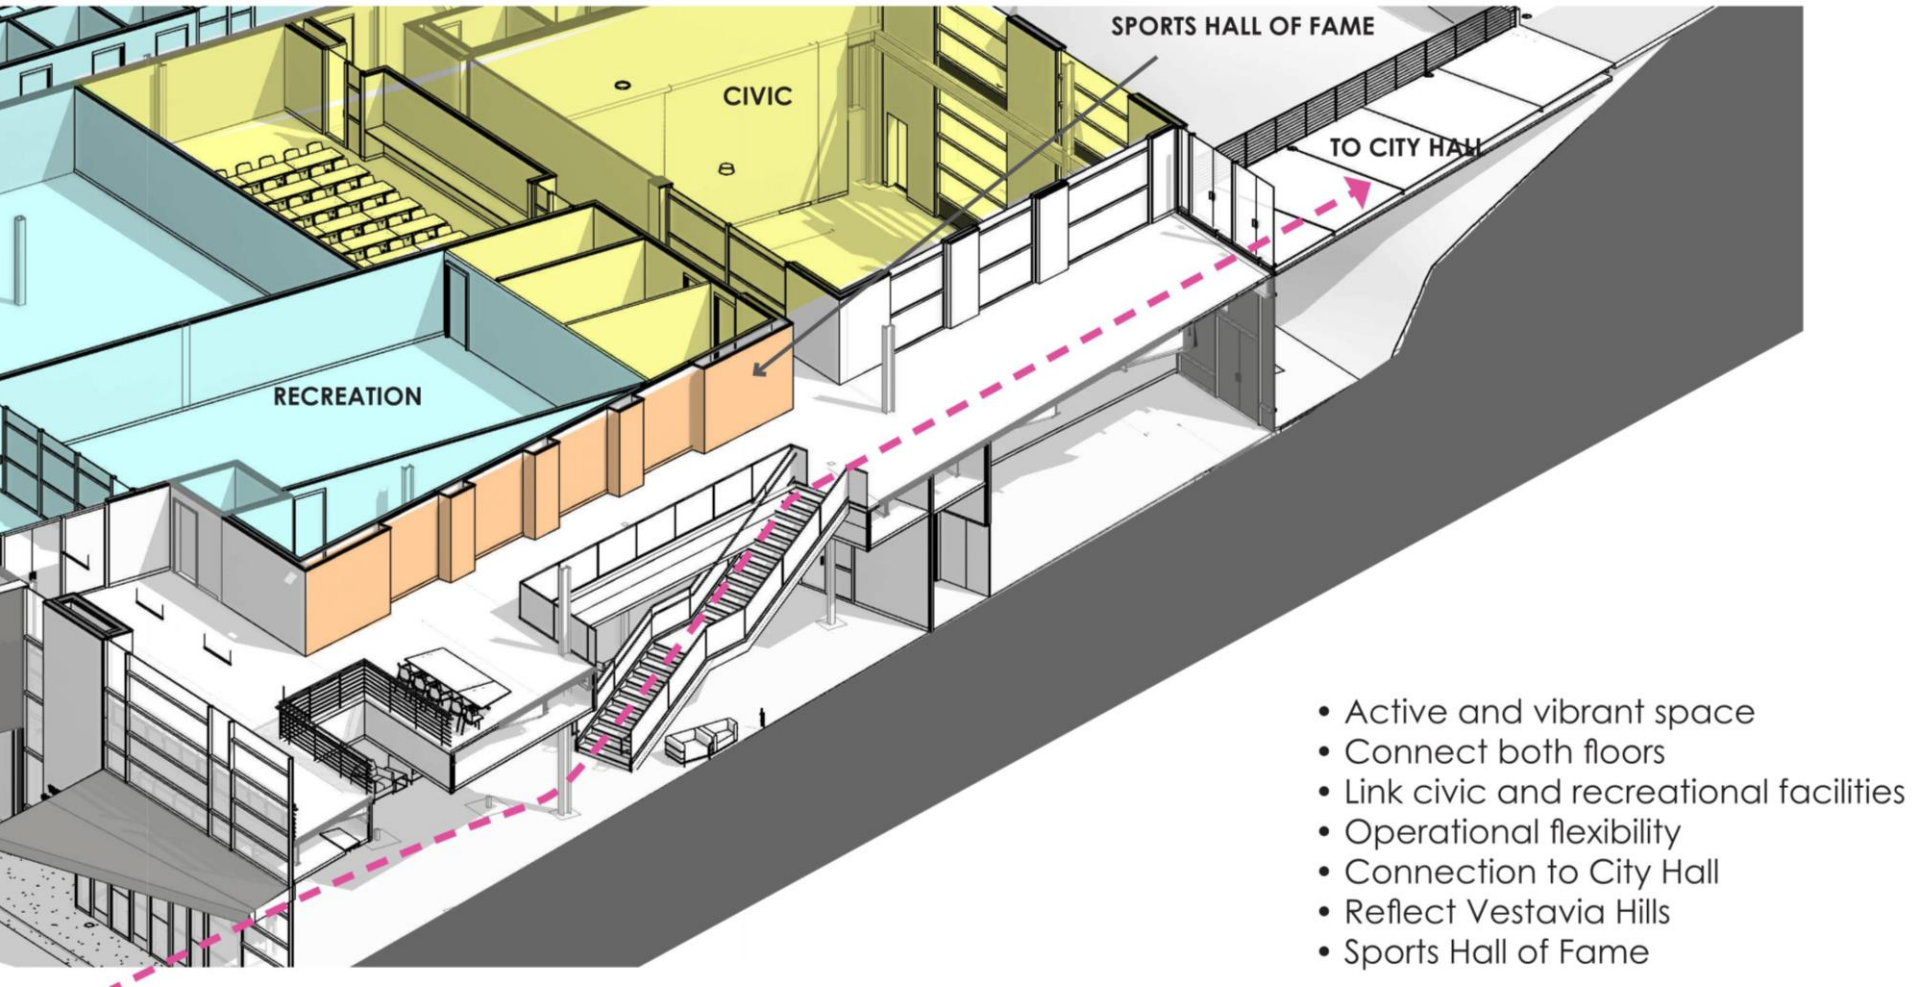 SPORTS HALL OF FAME
CIVIC
TO CITY HALL
RECREATION
• Active and vibrant space
• Connect both floors
• Link civic and recreational facilities
• Operational flexibility
• Connection to City Hall
• Reflect Vestavia Hills
• Sports Hall of Fame